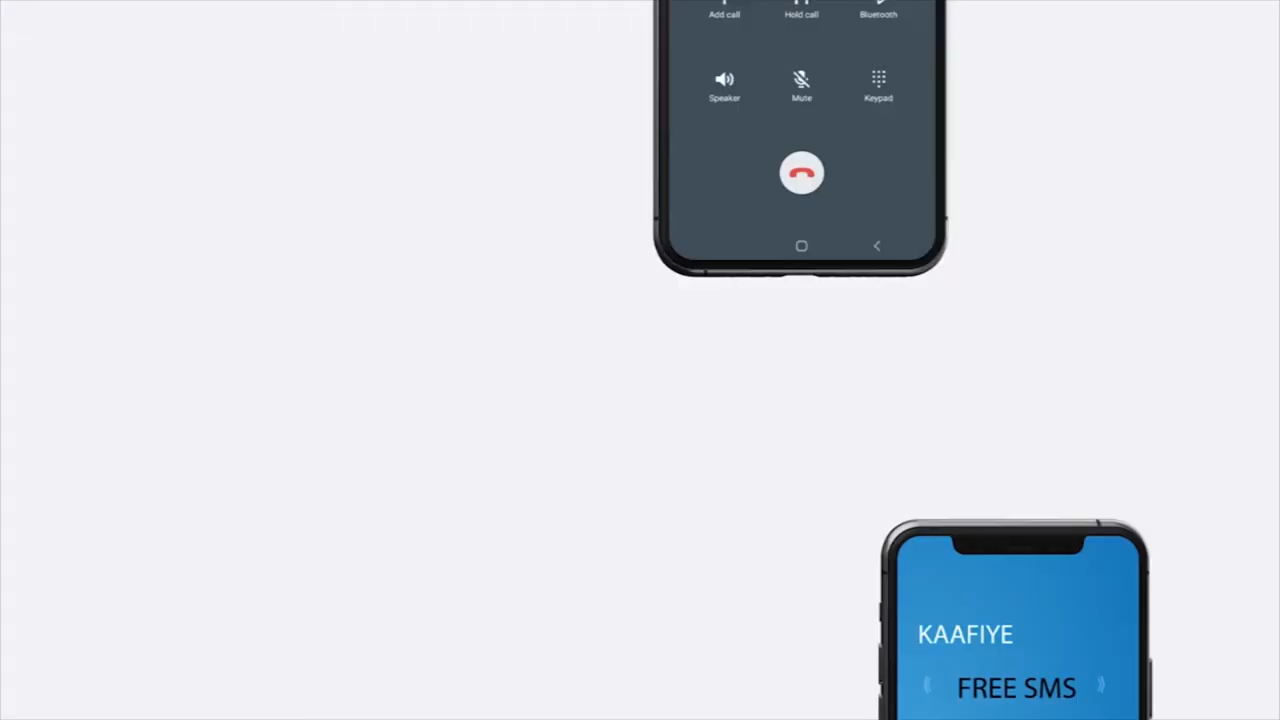 Add call Hold call Bluetooth
Speaker Mute Keypad
KAAFIYE
FREE SMS